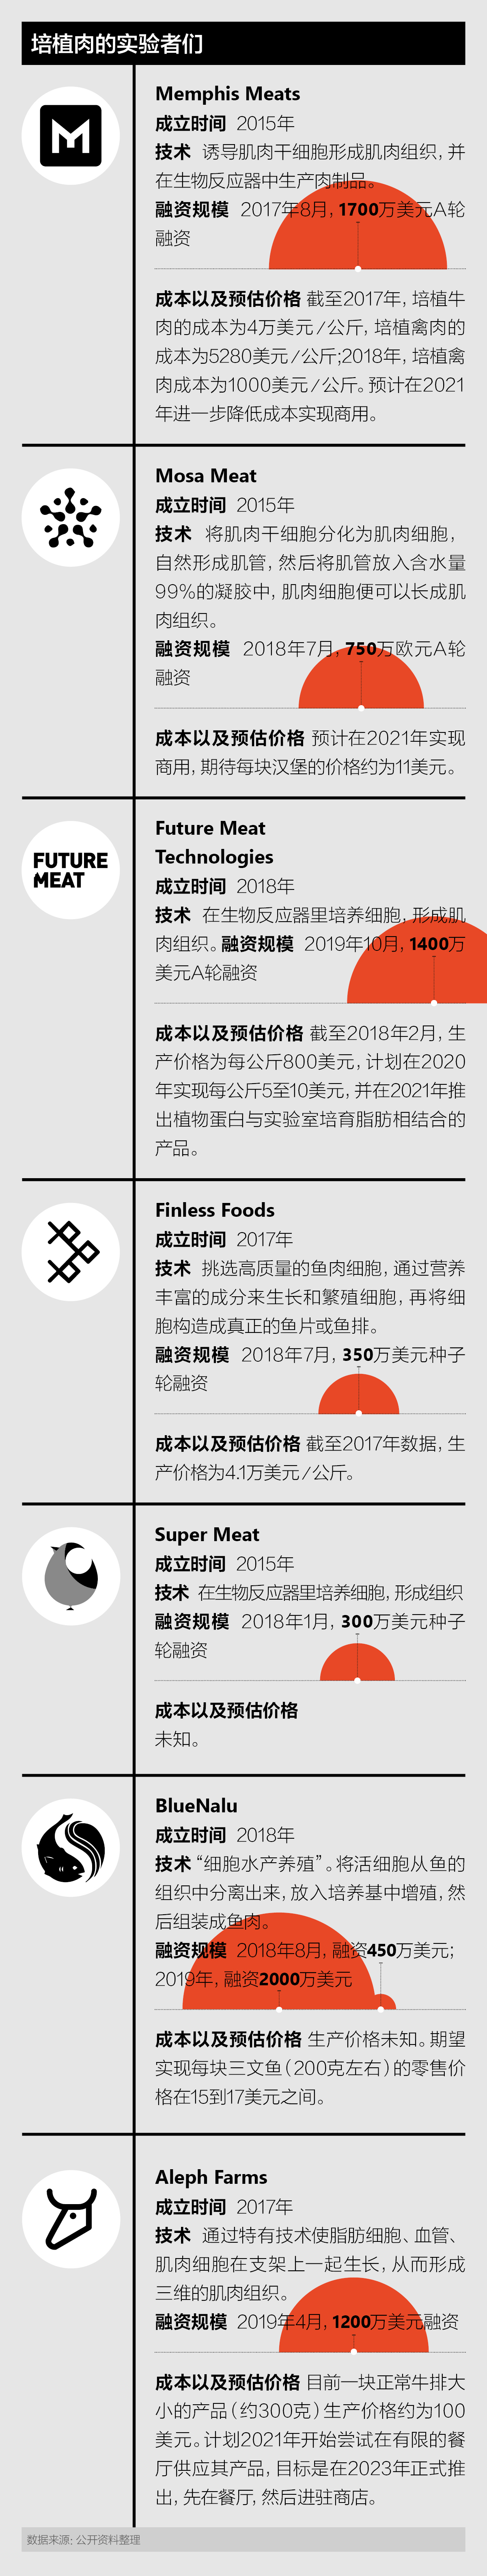 培植肉的实验者们
M
Memphis Meats
成立时间 2015年
技术 诱导肌肉干细胞形成肌肉组织，并
在生物反应器中生产肉制品。
融资规模 2017年8月，1700万美元A轮
融资
成本以及预估价格 截至2017年，培植牛
肉的成本为4万美元/公斤，培植禽肉的
成本为5280美元/公斤;2018年，培植禽
肉成本为1000美元/公斤。预计在2021
年进一步降低成本实现商用。
Mosa Meat
成立时间 2015年
技术 将肌肉干细胞分化为肌肉细胞，
自然形成肌管，然后将肌管放入含水量
99%的凝胶中，肌肉细胞便可以长成肌
肉组织。
融资规模 2018年7月，750万欧元A轮
融资
成本以及预估价格 预计在2021年实现
商用，期待每块汉堡的价格约为11美元。
FUTURE
MEAT
Future Meat
Technologies
成立时间 2018年
技术 在生物反应器里培养细胞，形成肌
肉组织。融资规模 2019年10月，1400万
美元A轮融资
成本以及预估价格 截至2018年2月，生
产价格为每公斤800美元，计划在2020
年实现每公斤5至10美元，并在2021年推
出植物蛋白与实验室培育脂肪相结合的
产品。
Finless Foods
成立时间 2017年
技术 挑选高质量的鱼肉细胞，通过营养
丰富的成分来生长和繁殖细胞，再将细
胞构造成真正的鱼片或鱼排。
融资规模 2018年7月，350万美元种子
轮融资
成本以及预估价格 截至2017年数据，生
产价格为4.1万美元/公斤。
Super Meat
成立时间 2015年
技术 在生物反应器里培养细胞，形成组织
融资规模 2018年1月，300万美元种子
轮融资
成本以及预估价格
未知。
BlueNalu
成立时间 2018年
技术“细胞水产养殖”。将活细胞从鱼的
组织中分离出来，放入培养基中增殖，然
后组装成鱼肉。
融资规模 2018年8月，融资450万美元；
2019年，融资2000万美元
成本以及预估价格 生产价格未知。期望
实现每块三文鱼（200克左右）的零售价
格在15到17美元之间。
Aleph Farms
成立时间 2017年
技术 通过特有技术使脂肪细胞、血管、
肌肉细胞在支架上一起生长，从而形成
三维的肌肉组织。
融资规模 2019年4月，1200万美元融资
成本以及预估价格 目前一块正常牛排大
小的产品（约300克）生产价格约为100
美元。计划2021年开始尝试在有限的餐
厅供应其产品，目标是在2023年正式推
出，先在餐厅，然后进驻商店。
数据来源：公开资料整理